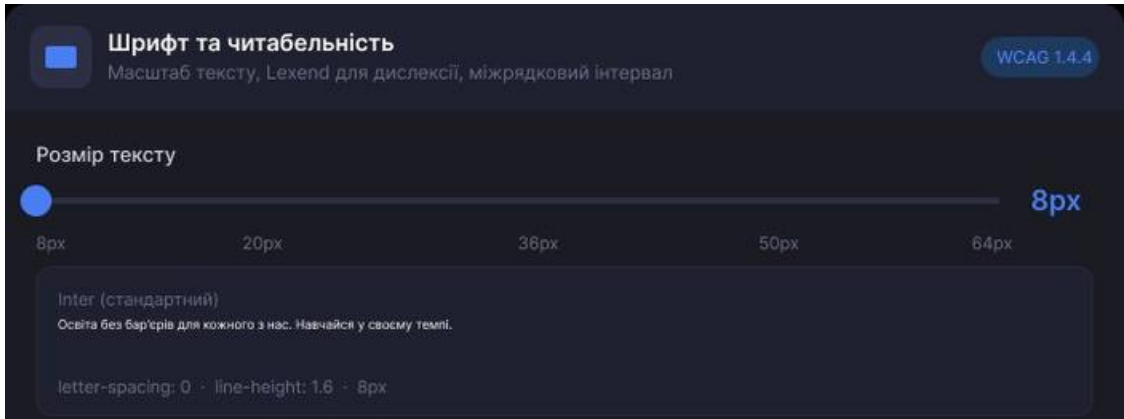 Шрифт та читабельність
Масштаб тексту, Lexend для дислексії, міжрядковий інтервал
WCAG 1.4.4
Розмір тексту
8px
8px 20px 36px 50px 64px
Inter (стандартний)
Освіта без бар'єрів для кожного з нас. Навчайся у своєму темпі.
letter-spacing: 0 · line-height: 1.6 · 8px